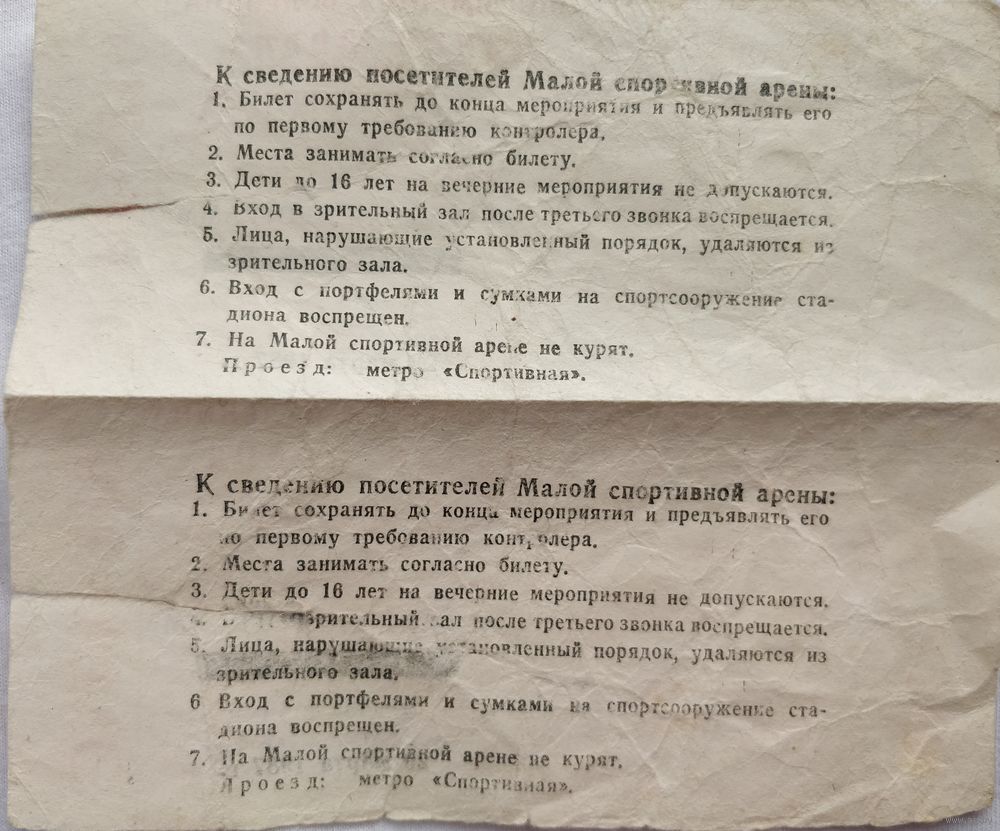 К сведению посетителей Малой спортивной арены:
1. Билет сохранять до конца мероприятия и предъявлять его
по первому требованию контролера.
2. Места занимать согласно билету.
3. Дети до 16 лет на вечерние мероприятия не допускаются.
4. Вход в зрительный зал после третьего звонка воспрещается.
5. Лица, нарушающие установленный порядок, удаляются из
зрительного зала.
6. Вход с портфелями и сумками на спортсооружение ста-
диона воспрещен.
7. На Малой спортивной арене не курят.
Проезд: метро «Спортивная».
К сведению посетителей Малой спортивной арены:
1. Билет сохранять до конца мероприятия и предъявлять его
по первому требованию контролера.
2. Места занимать согласно билету.
3. Дети до 16 лет на вечерние мероприятия не допускаются.
4. зрительный зал после третьего звонка воспрещается.
5. Лица, нарушающие установленный порядок, удаляются из
зрительного зала.
6 Вход с портфелями и сумками на спортсооружение ста-
диона воспрещен.
7. На Малой спортивной арене не курят.
Проезд: метро «Спортивная».